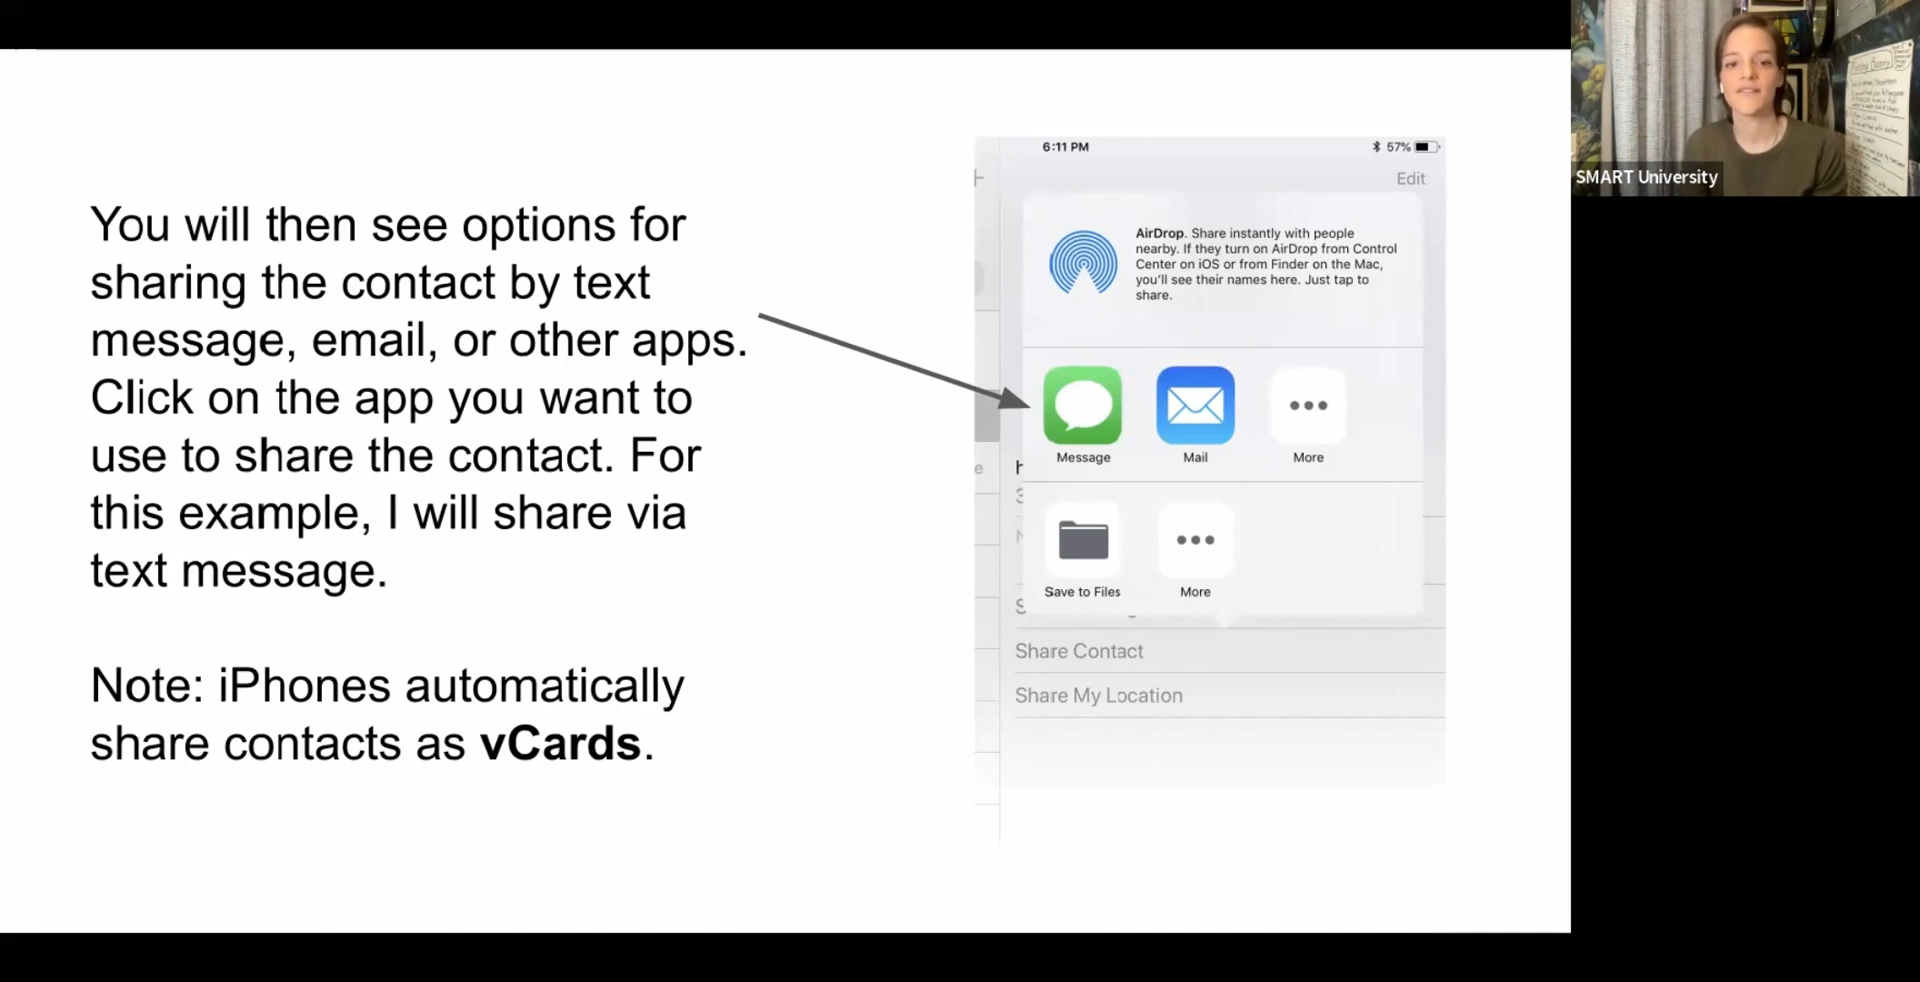 You will then see options for
sharing the contact by text
message, email, or other apps.
Click on the app you want to
use to share the contact. For
this example, I will share via
text message.
Note: iPhones automatically
share contacts as vCards.
6:11 PM
57%
Edit
AirDrop. Share instantly with people
nearby. If they turn on AirDrop from Control
Center on iOS or from Finder on the Mac,
you'll see their names here. Just tap to
share.
Message
Mail
More
Save to Files
More
Share Contact
Share My Location
SMART University